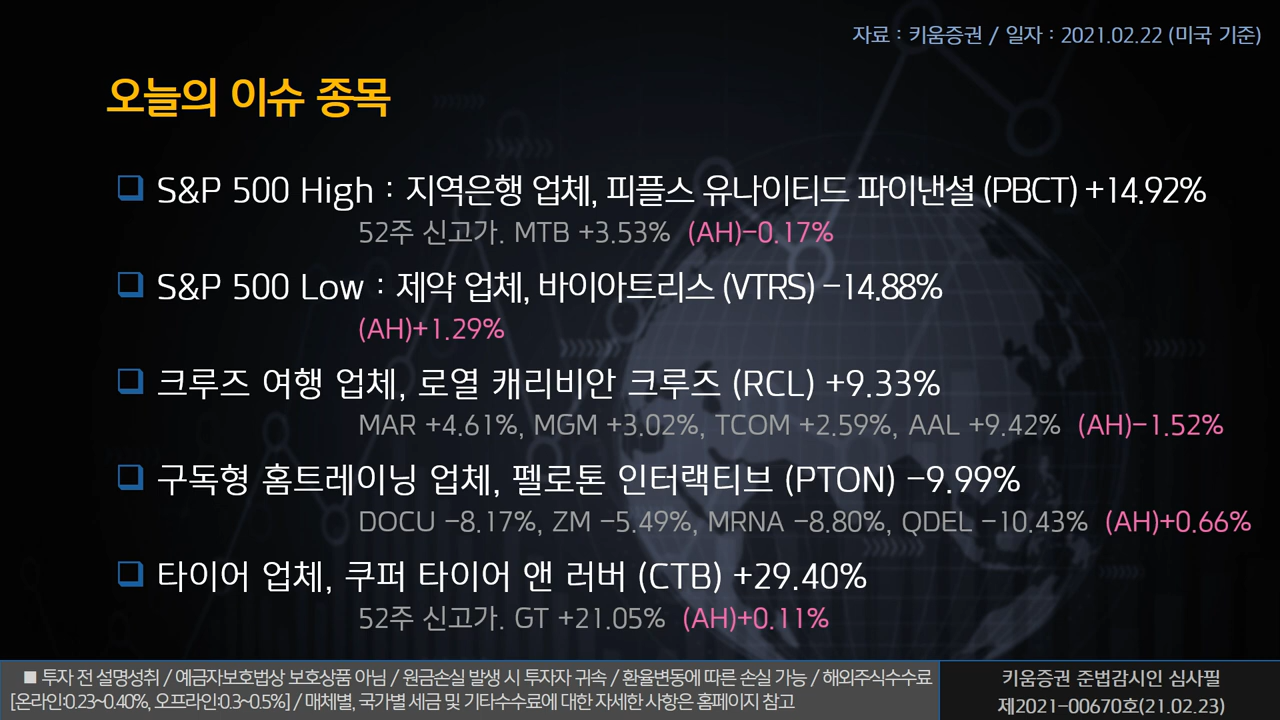 자료 : 키움증권 / 일자 : 2021.02.22 (미국 기준)
오늘의 이슈 종목
❑ S&P 500 High : 지역은행 업체, 피플스 유나이티드 파이낸셜 (PBCT) +14.92%
52주 신고가. MTB +3.53% (AH)-0.17%
❑ S&P 500 Low : 제약 업체, 바이아트리스 (VTRS) -14.88%
(AH)+1.29%
❑ 크루즈 여행 업체, 로열 캐리비안 크루즈 (RCL) +9.33%
MAR +4.61%, MGM +3.02%, TCOM +2.59%, AAL +9.42% (AH)-1.52%
❑ 구독형 홈트레이닝 업체, 펠로톤 인터랙티브 (PTON) -9.99%
DOCU -8.17%, ZM -5.49%, MRNA -8.80%, QDEL -10.43% (AH)+0.66%
❑ 타이어 업체, 쿠퍼 타이어 앤 러버 (CTB) +29.40%
52주 신고가. GT +21.05% (AH)+0.11%
■ 투자 전 설명성취 / 예금자보호법상 보호상품 아님 / 원금손실 발생 시 투자자 귀속 / 환율변동에 따른 손실 가능 / 해외주식수수료
[온라인:0.23~0.40%, 오프라인:0.3~0.5%] / 매체별, 국가별 세금 및 기타수수료에 대한 자세한 사항은 홈페이지 참고
키움증권 준법감시인 심사필
제2021-00670호(21.02.23)